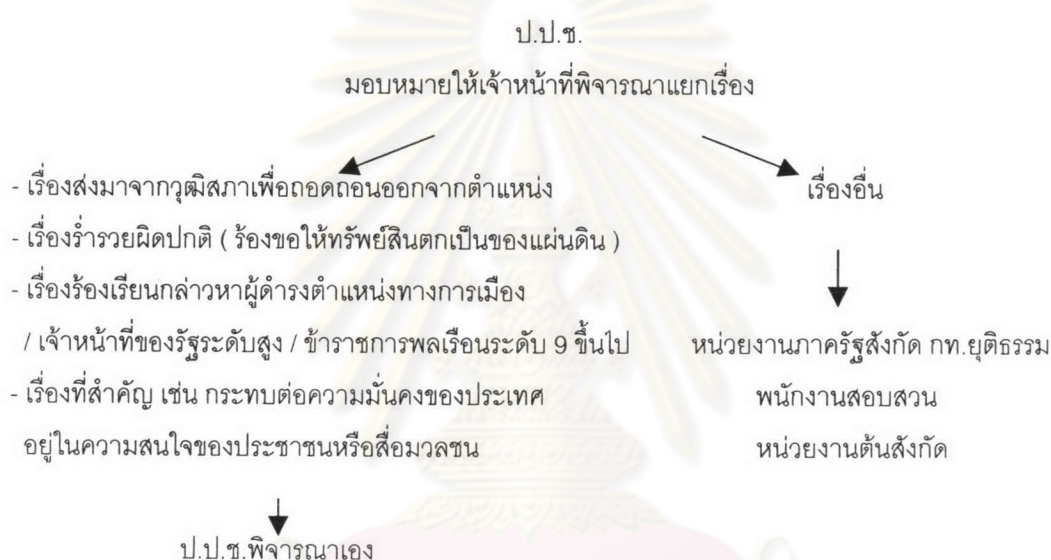 ป.ป.ช.
มอบหมายให้เจ้าหน้าที่พิจารณาแยกเรื่อง
- เรื่องส่งมาจากวุฒิสภาเพื่อถอดถอนออกจากตำแหน่ง
- เรื่องร่ำรวยผิดปกติ ( ร้องขอให้ทรัพย์สินตกเป็นของแผ่นดิน )
- เรื่องร้องเรียนกล่าวหาผู้ดำรงตำแหน่งทางการเมือง
/ เจ้าหน้าที่ของรัฐระดับสูง / ข้าราชการพลเรือนระดับ 9 ขึ้นไป
- เรื่องที่สำคัญ เช่น กระทบต่อความมั่นคงของประเทศ
อยู่ในความสนใจของประชาชนหรือสื่อมวลชน
ป.ป.ช.พิจารณาเอง
เรื่องอื่น
หน่วยงานภาครัฐสังกัด กท.ยุติธรรม
พนักงานสอบสวน
หน่วยงานต้นสังกัด